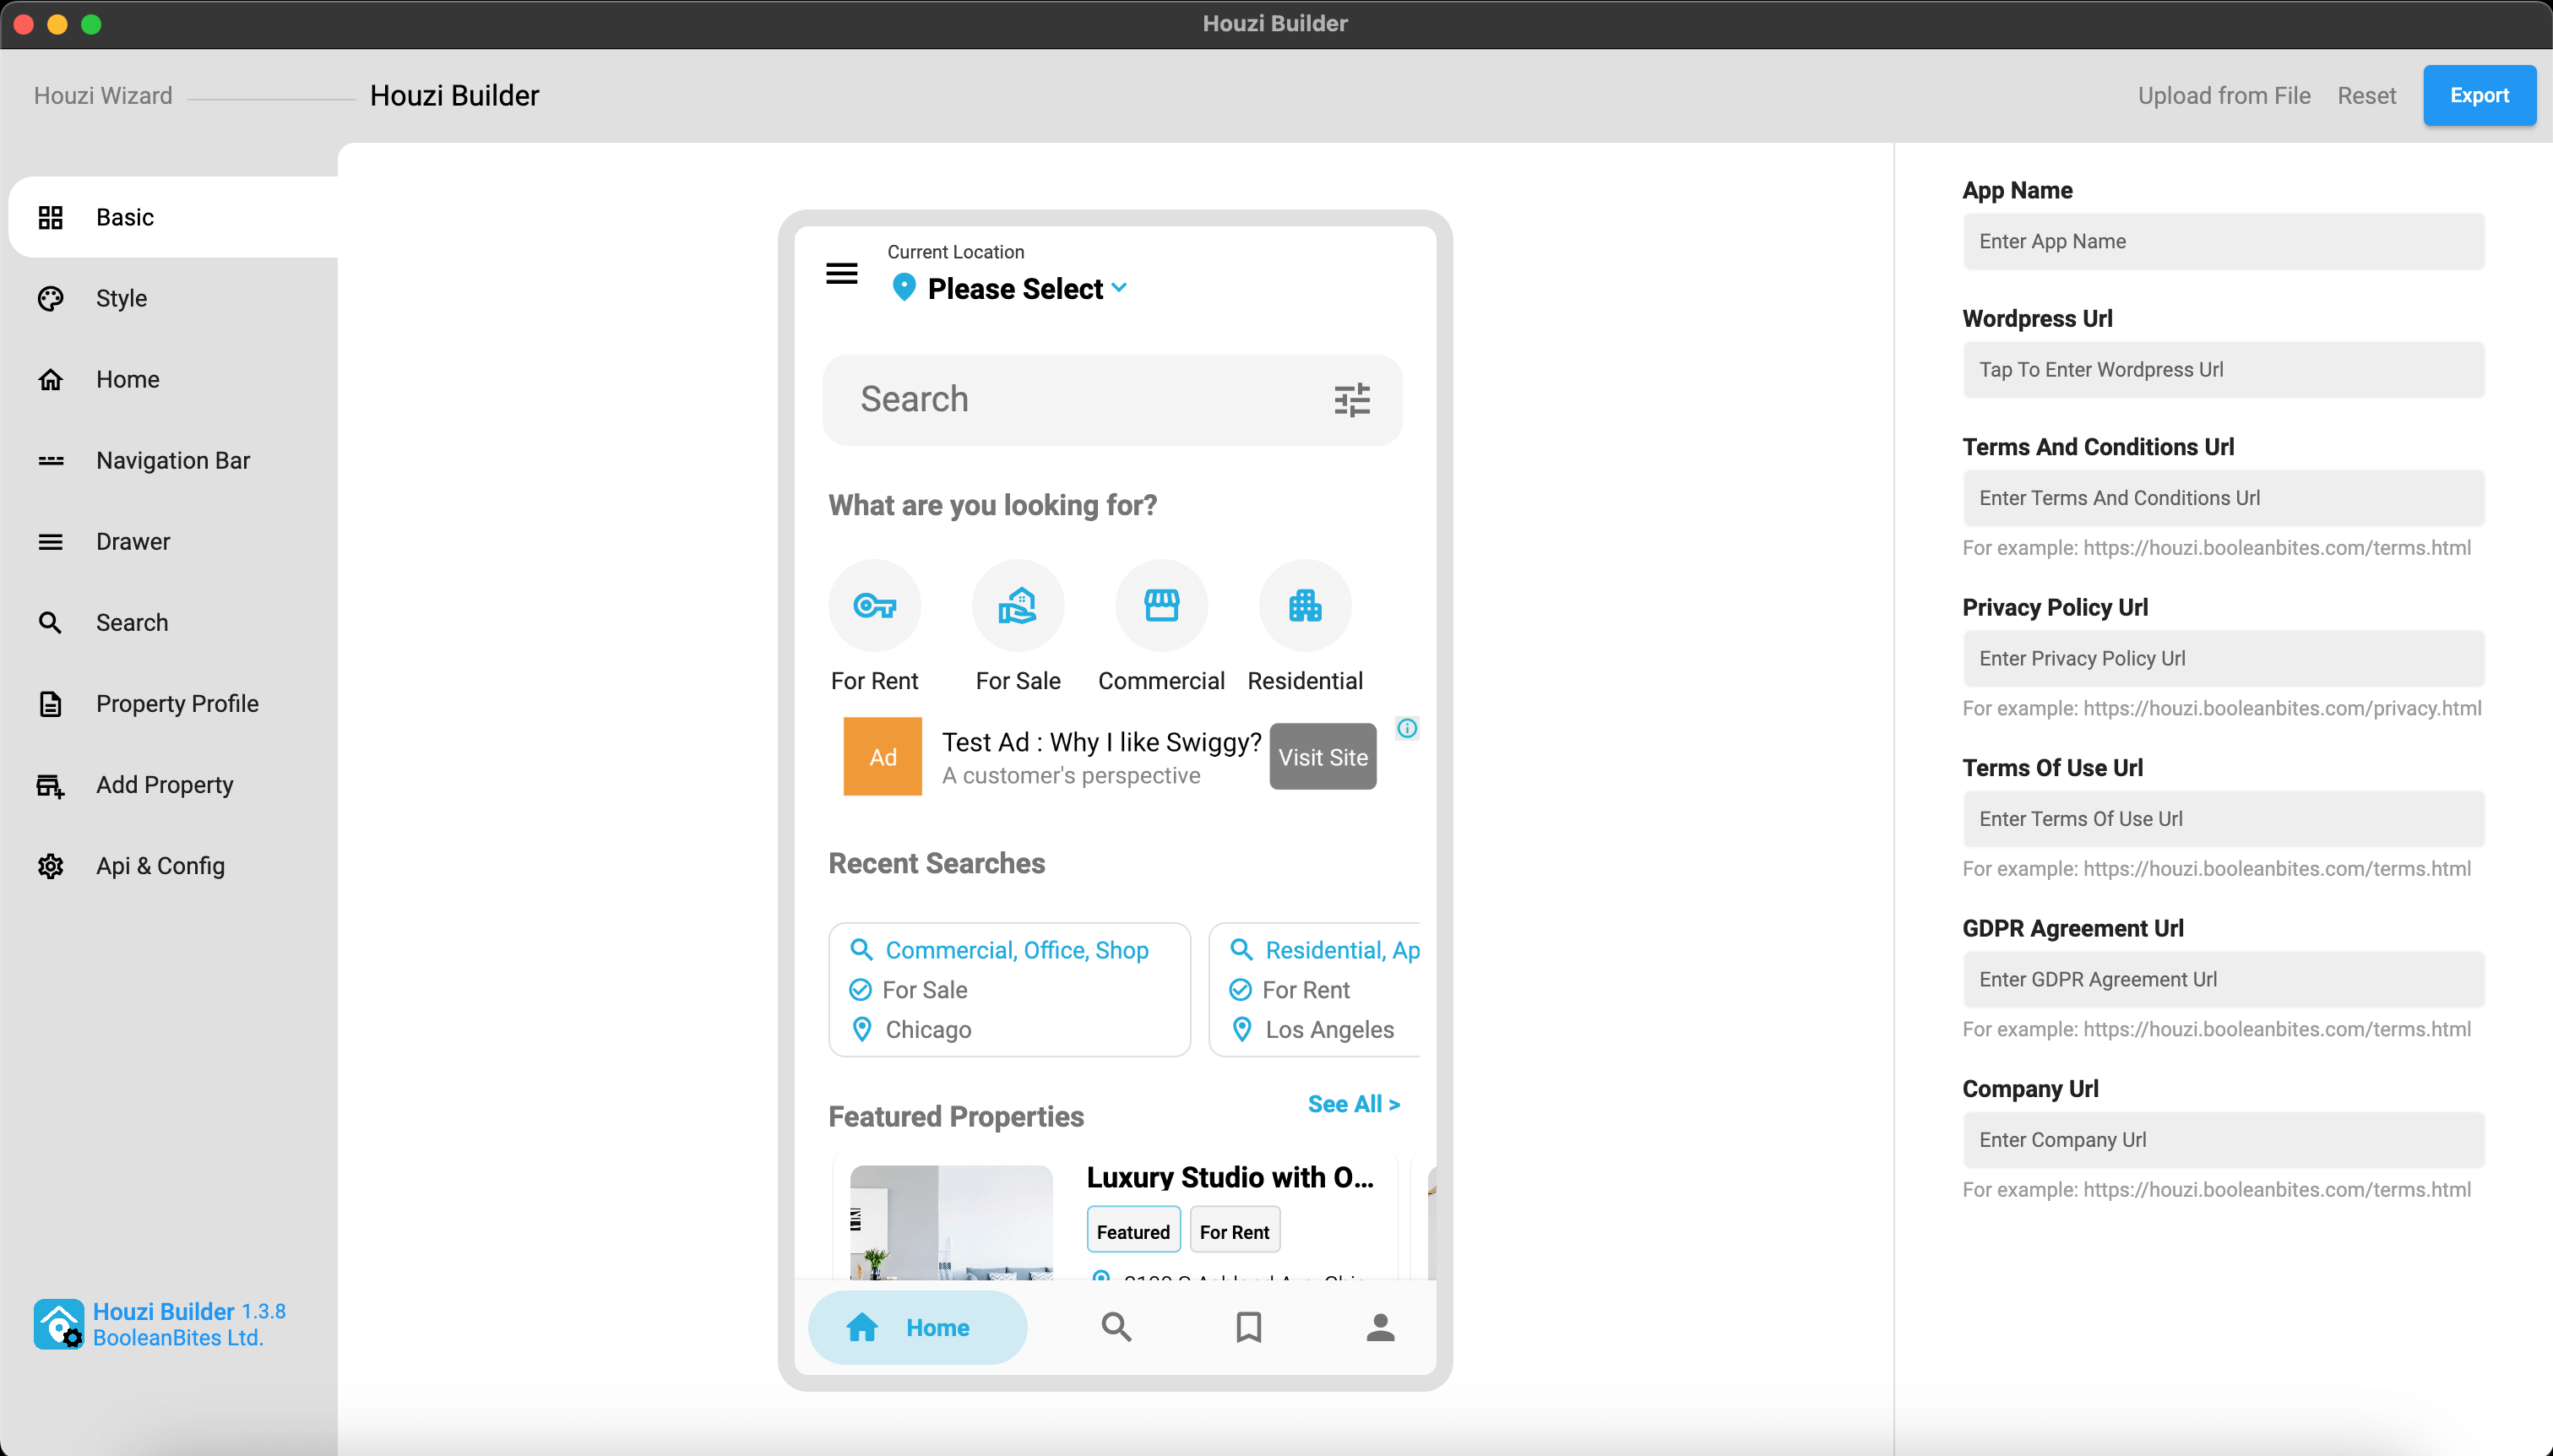 Houzi Builder
Houzi Wizard
Houzi Builder
Upload from File
Reset
Export
Basic
Style
Home
Navigation Bar
Drawer
Search
Property Profile
Add Property
Api & Config
Houzi Builder 1.3.8
BooleanBites Ltd.
Current Location
Please Select
Search
What are you looking for?
For Rent
For Sale
Commercial
Residential
Ad
Test Ad : Why I like Swiggy?
A customer's perspective
Visit Site
Recent Searches
Commercial, Office, Shop
For Sale
Chicago
Residential, Ap
For Rent
Los Angeles
Featured Properties
See All >
Luxury Studio with O...
Featured
For Rent
Home
App Name
Enter App Name
Wordpress Url
Tap To Enter Wordpress Url
Terms And Conditions Url
Enter Terms And Conditions Url
For example: https://houzi.booleanbites.com/terms.html
Privacy Policy Url
Enter Privacy Policy Url
For example: https://houzi.booleanbites.com/privacy.html
Terms Of Use Url
Enter Terms Of Use Url
For example: https://houzi.booleanbites.com/terms.html
GDPR Agreement Url
Enter GDPR Agreement Url
For example: https://houzi.booleanbites.com/terms.html
Company Url
Enter Company Url
For example: https://houzi.booleanbites.com/terms.html